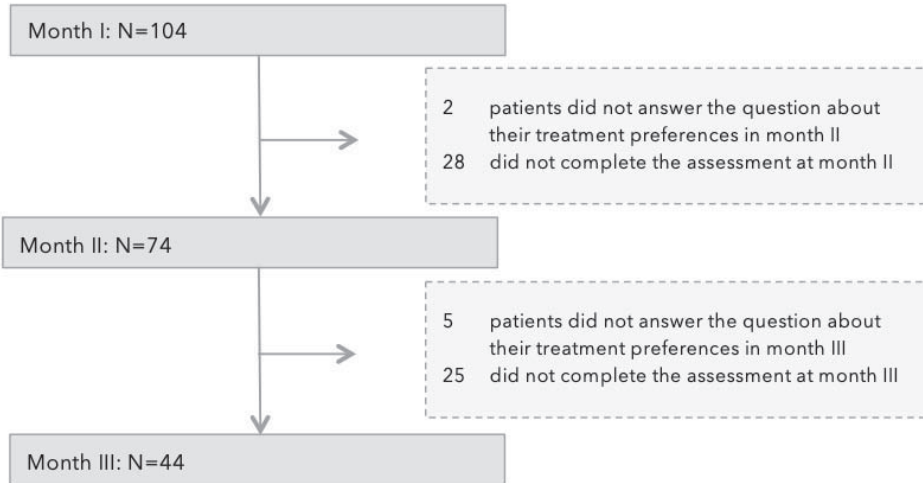 Month I: N=104
2 patients did not answer the question about
their treatment preferences in month II
28 did not complete the assessment at month II
Month II: N=74
5 patients did not answer the question about
their treatment preferences in month III
25 did not complete the assessment at month III
Month III: N=44